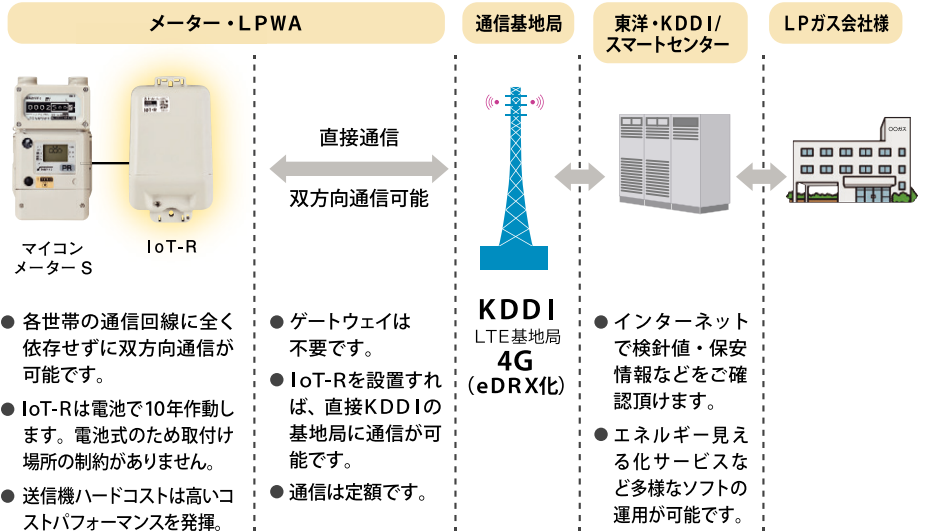 メーター・LPWA
通信基地局
東洋・KDDI/
スマートセンター
LPガス会社様
IoT-R
〇〇ガス
直接通信
双方向通信可能
マイコン
メーター S
IoT-R
● 各世帯の通信回線に全く
依存せずに双方向通信が
可能です。
● IoT-Rは電池で10年作動し
ます。電池式のため取付け
場所の制約がありません。
● 送信機ハードコストは高いコ
ストパフォーマンスを発揮。
● ゲートウェイは
不要です。
● IoT-Rを設置すれ
ば、直接KDDIの
基地局に通信が可
能です。
● 通信は定額です。
KDDI
LTE基地局
4G
(eDRX化)
● インターネット
で検針値・保安
情報などをご確
認頂けます。
● エネルギー見え
る化サービスな
ど多様なソフトの
運用が可能です。